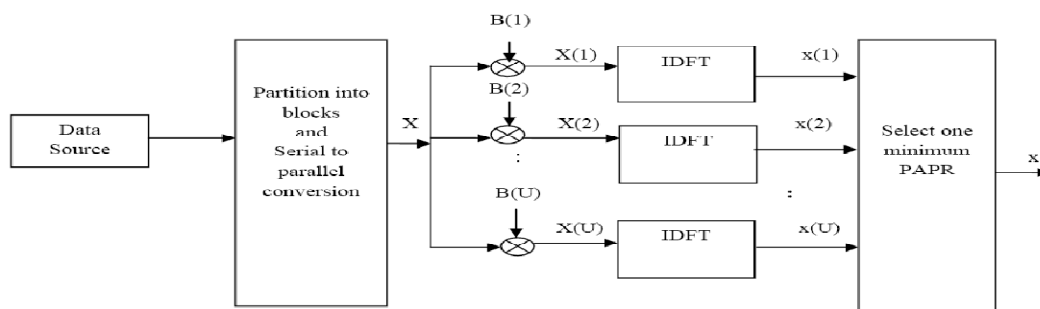 B(1)
X(1)
IDFT
x(1)
B(2)
Partition into
blocks
and
Serial to
parallel
conversion
Data
Source
X
X(2)
IDFT
x(2)
Select one
minimum
PAPR
x
:
:
B(U)
X(U)
IDFT
x(U)